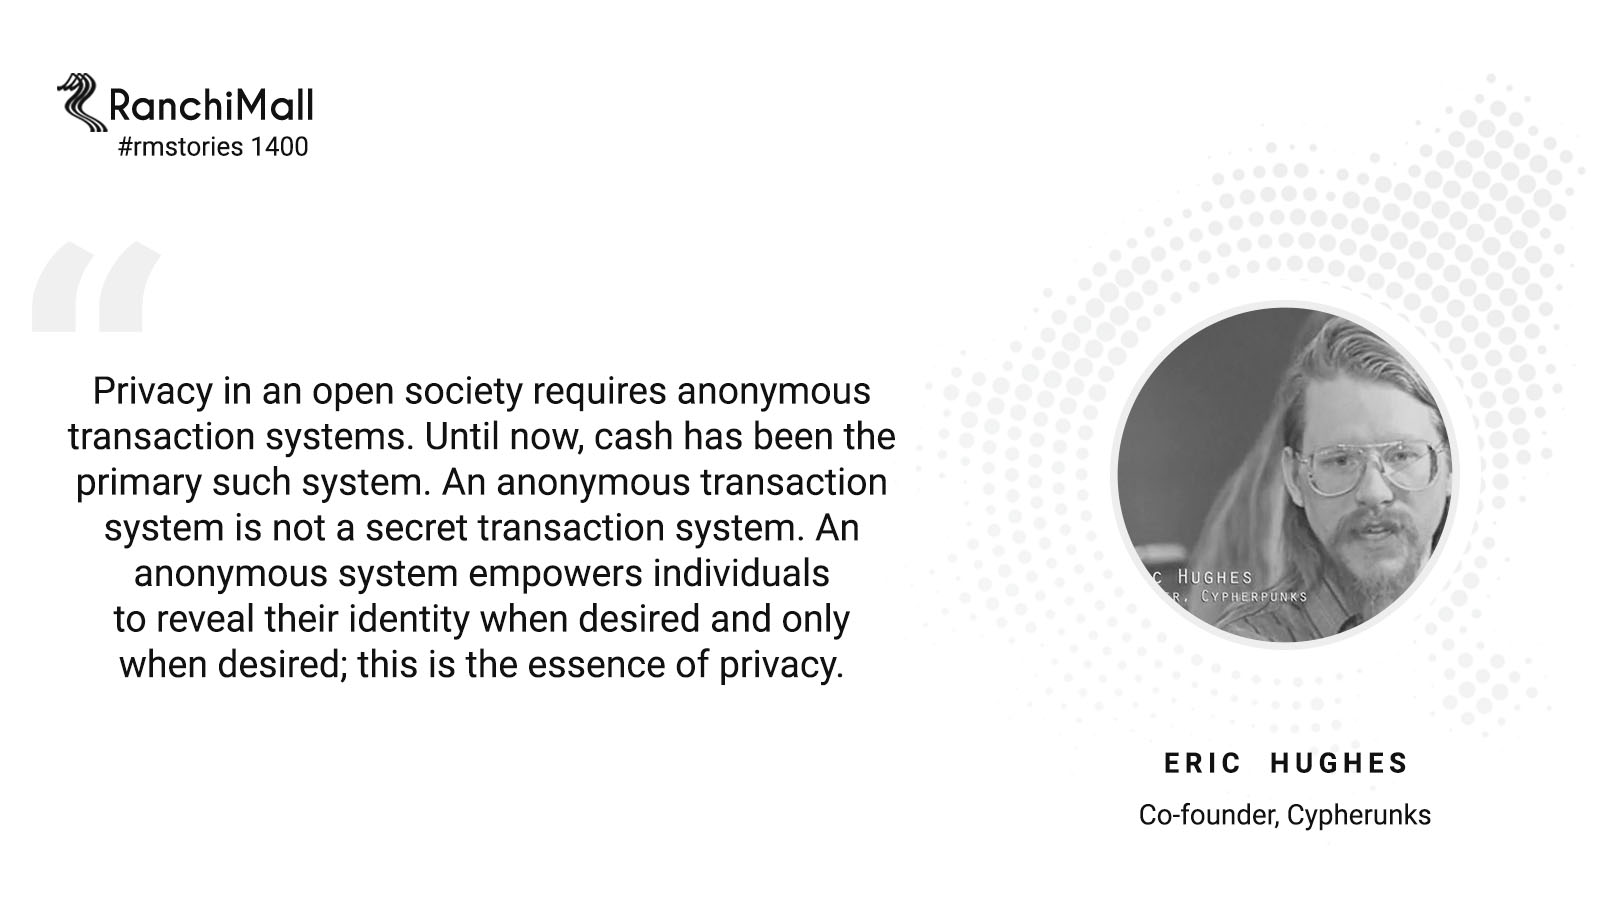 RanchiMall
#rmstories 1400
“
Privacy in an open society requires anonymous
transaction systems. Until now, cash has been the
primary such system. An anonymous transaction
system is not a secret transaction system. An
anonymous system empowers individuals
to reveal their identity when desired and only
when desired; this is the essence of privacy.
C HUGHES
R, CYPHERPUNKS
ERIC HUGHES
Co-founder, Cypherunks